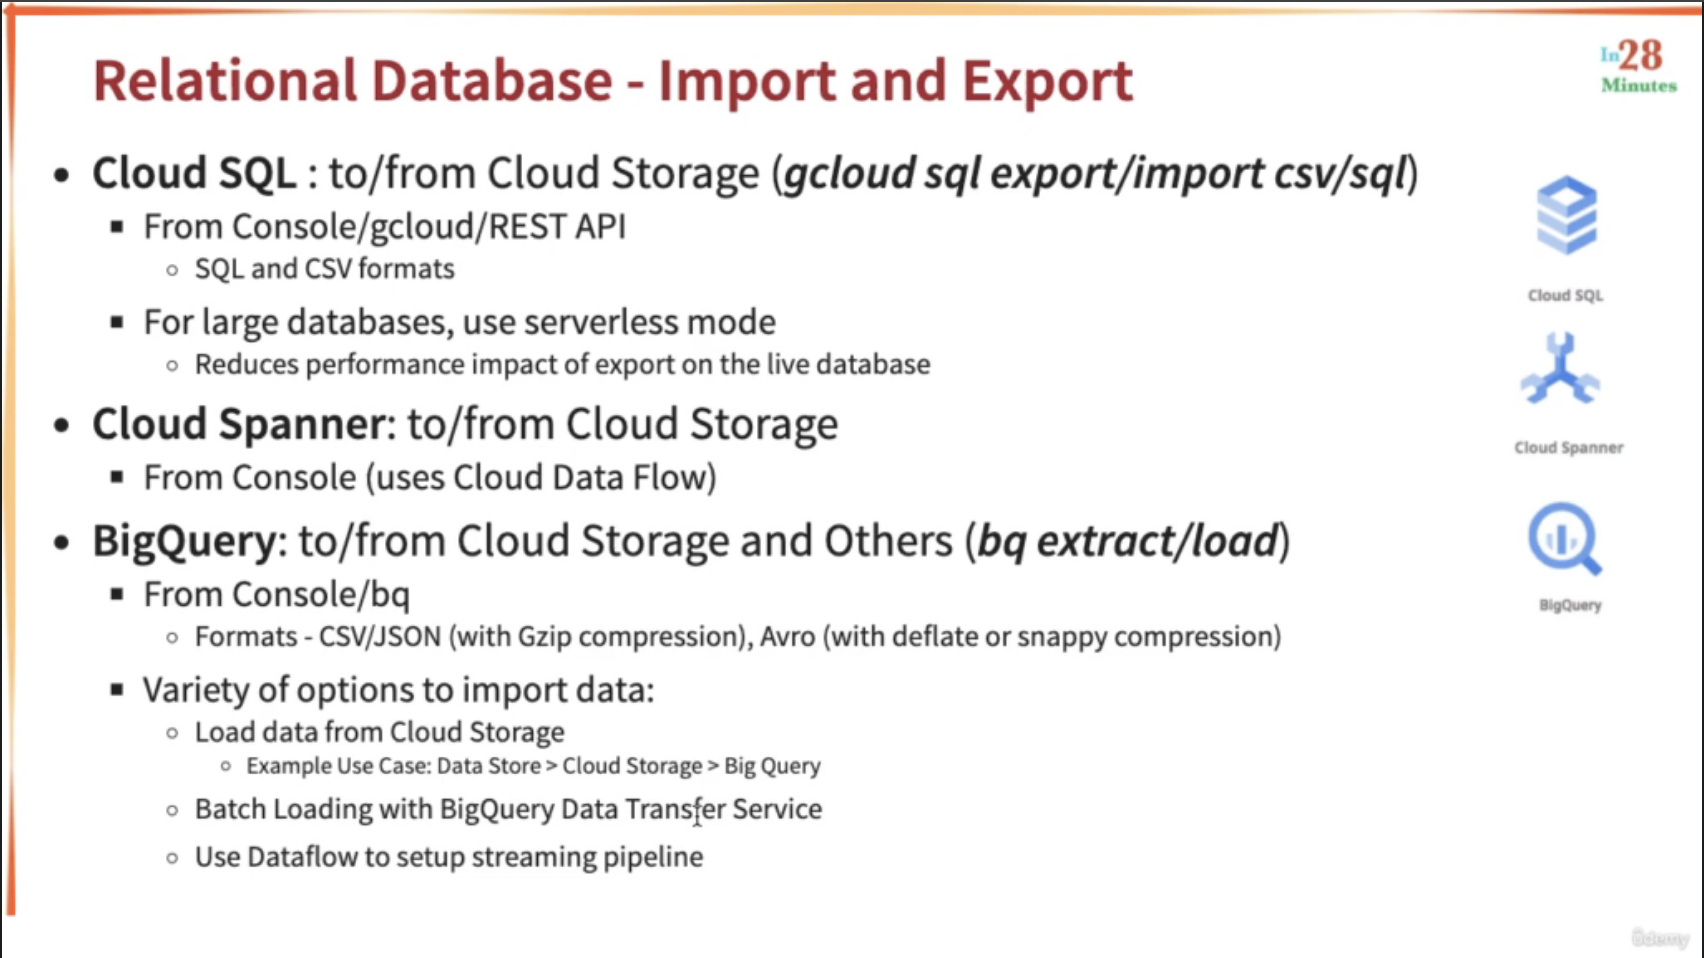 Relational Database - Import and Export
In28
Minutes
• Cloud SQL : to/from Cloud Storage (gcloud sql export/import csv/sql)
▪ From Console/gcloud/REST API
○ SQL and CSV formats
▪ For large databases, use serverless mode
○ Reduces performance impact of export on the live database
• Cloud Spanner: to/from Cloud Storage
▪ From Console (uses Cloud Data Flow)
• BigQuery: to/from Cloud Storage and Others (bq extract/load)
▪ From Console/bq
○ Formats - CSV/JSON (with Gzip compression), Avro (with deflate or snappy compression)
▪ Variety of options to import data:
○ Load data from Cloud Storage
○ Example Use Case: Data Store > Cloud Storage > Big Query
○ Batch Loading with BigQuery Data Transfer Service
○ Use Dataflow to setup streaming pipeline
Cloud SQL
Cloud Spanner
BigQuery
ûdemy